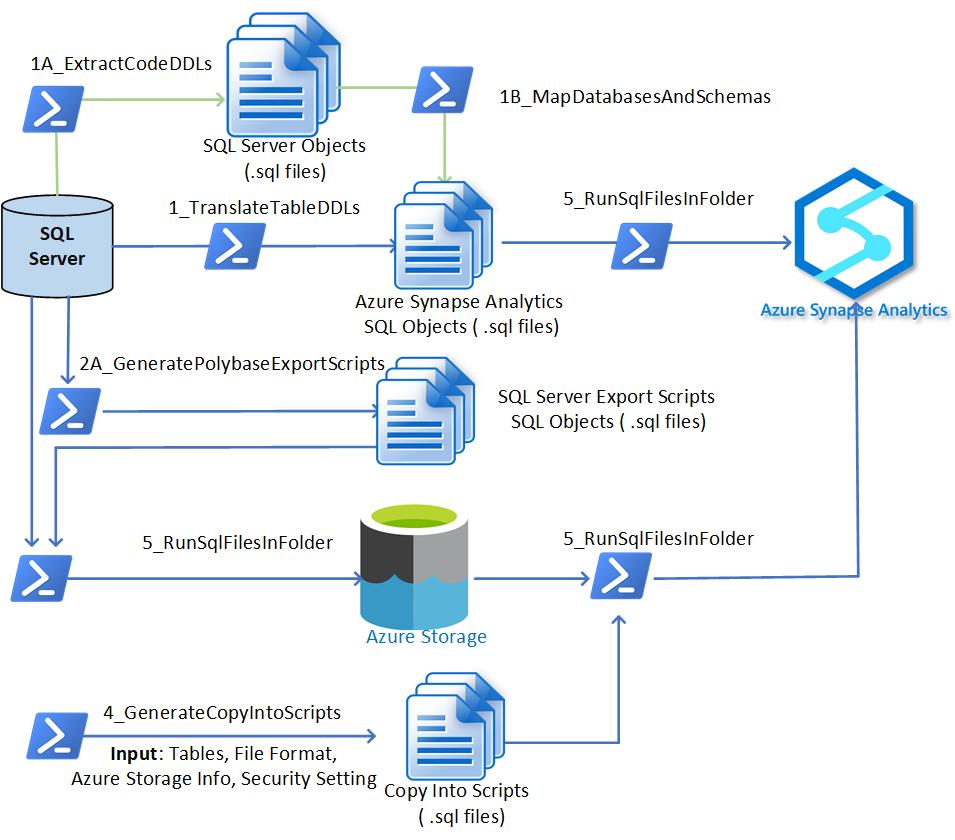 1A_ExtractCodeDDLs
SQL Server Objects
(.sql files)
1B_MapDatabasesAndSchemas
SQL
Server
1_TranslateTableDDLs
Azure Synapse Analytics
SQL Objects ( .sql files)
5_RunSqlFilesInFolder
Azure Synapse Analytics
2A_GeneratePolybaseExportScripts
SQL Server Export Scripts
SQL Objects ( .sql files)
5_RunSqlFilesInFolder
Azure Storage
5_RunSqlFilesInFolder
4_GenerateCopyIntoScripts
Input: Tables, File Format,
Azure Storage Info, Security Setting
Copy Into Scripts
( .sql files)